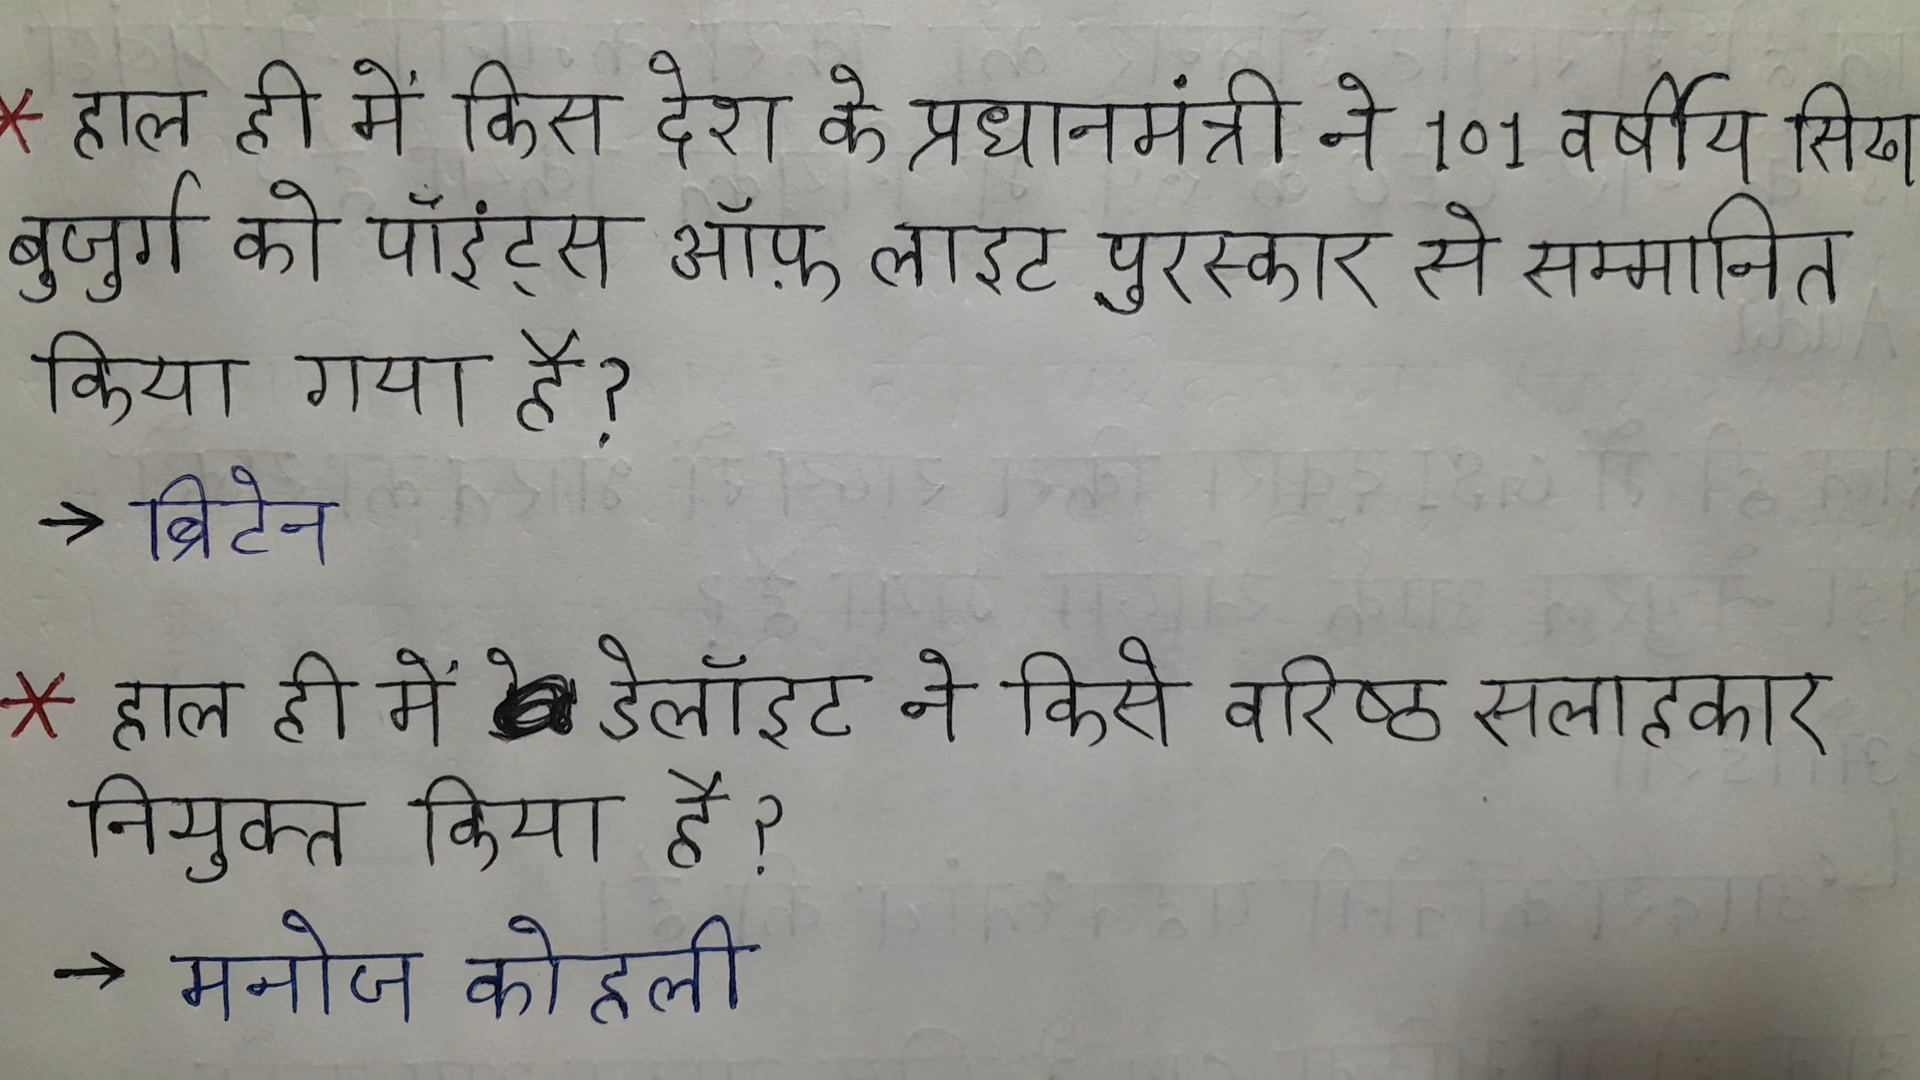 * हाल ही में किस देश के प्रधानमंत्री ने 101 वर्षीय सिख
बुजुर्ग को पॉइंट्स ऑफ़ लाइट पुरस्कार से सम्मानित
किया गया है?
→ ब्रिटेन
* हाल ही में डेलॉइट ने किसे वरिष्ठ सलाहकार
नियुक्त किया है?
→ मनोज कोहली